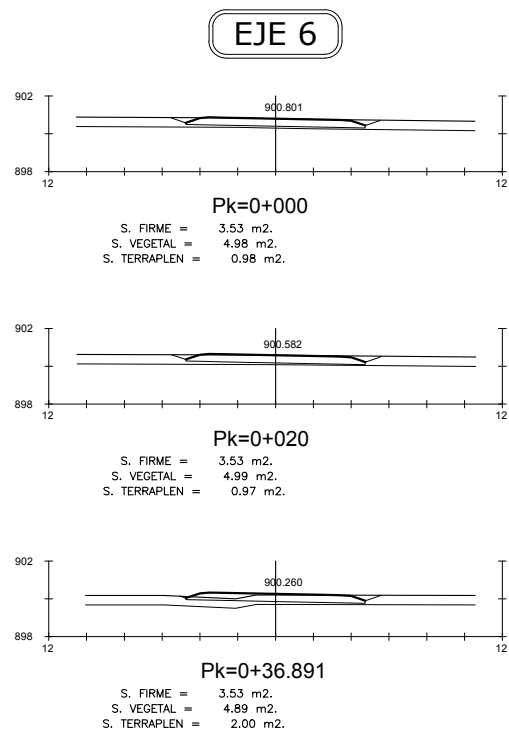 EJE 6
902
900.801
898
12 12
Pk=0+000
S. FIRME = 3.53 m2.
S. VEGETAL = 4.98 m2.
S. TERRAPLEN = 0.98 m2.
902
900.582
898
12 12
Pk=0+020
S. FIRME = 3.53 m2.
S. VEGETAL = 4.99 m2.
S. TERRAPLEN = 0.97 m2.
902
900.260
898
12 12
Pk=0+36.891
S. FIRME = 3.53 m2.
S. VEGETAL = 4.89 m2.
S. TERRAPLEN = 2.00 m2.